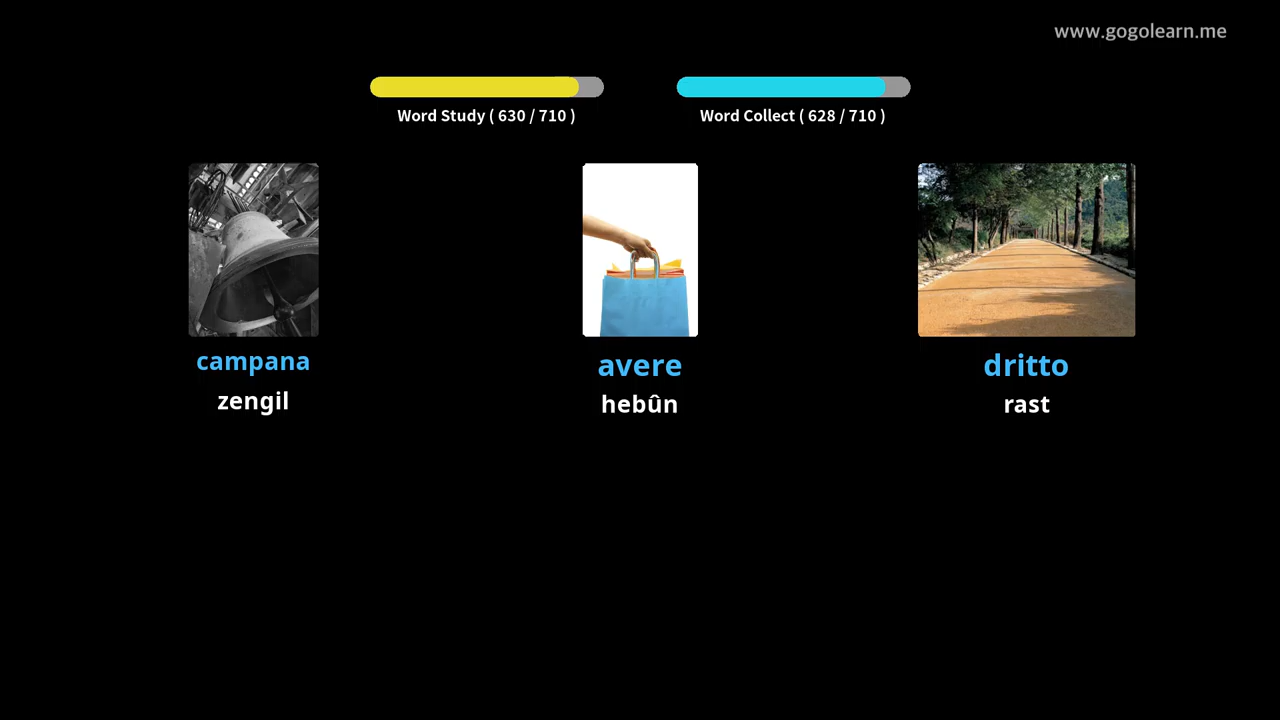 www.gogolearn.me
Word Study ( 630 / 710 )
Word Collect ( 628 / 710 )
campana
zengil
avere
hebûn
dritto
rast